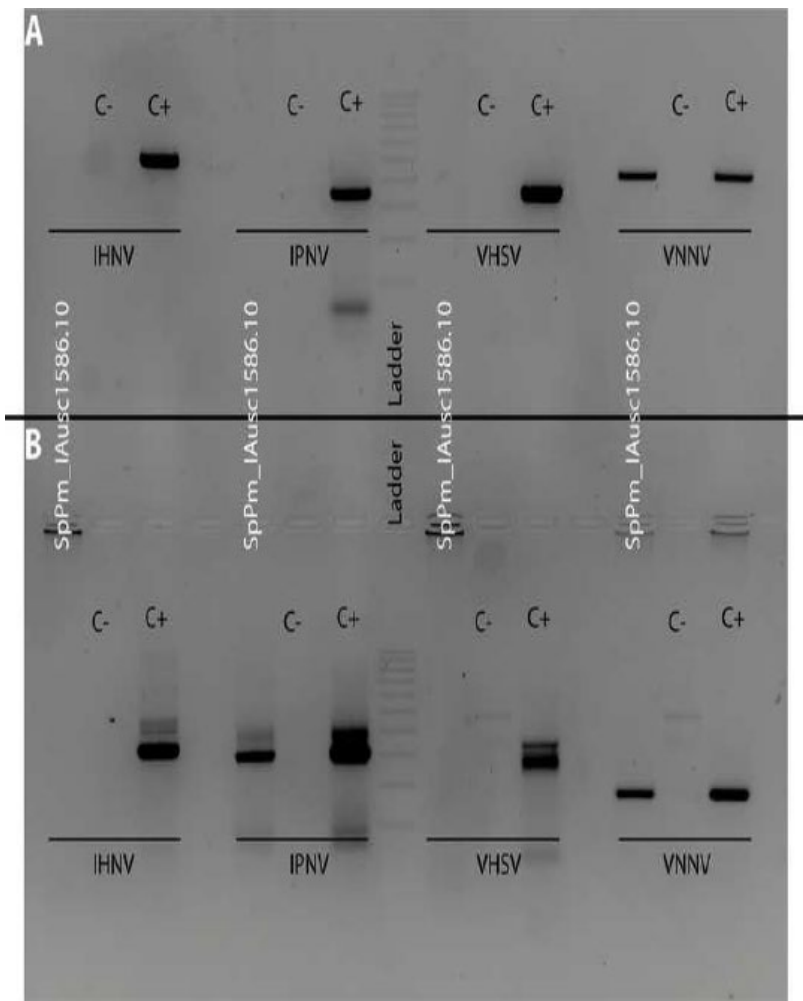 A
C- C+ C- C+ C- C+ C- C+
IHNV IPNV VHSV VNNV
SpPm_IAusc1586.10 SpPm_IAusc1586.10 Ladder SpPm_IAusc1586.10 SpPm_IAusc1586.10
B
Ladder
C- C+ C- C+ C- C+ C- C+
IHNV IPNV VHSV VNNV